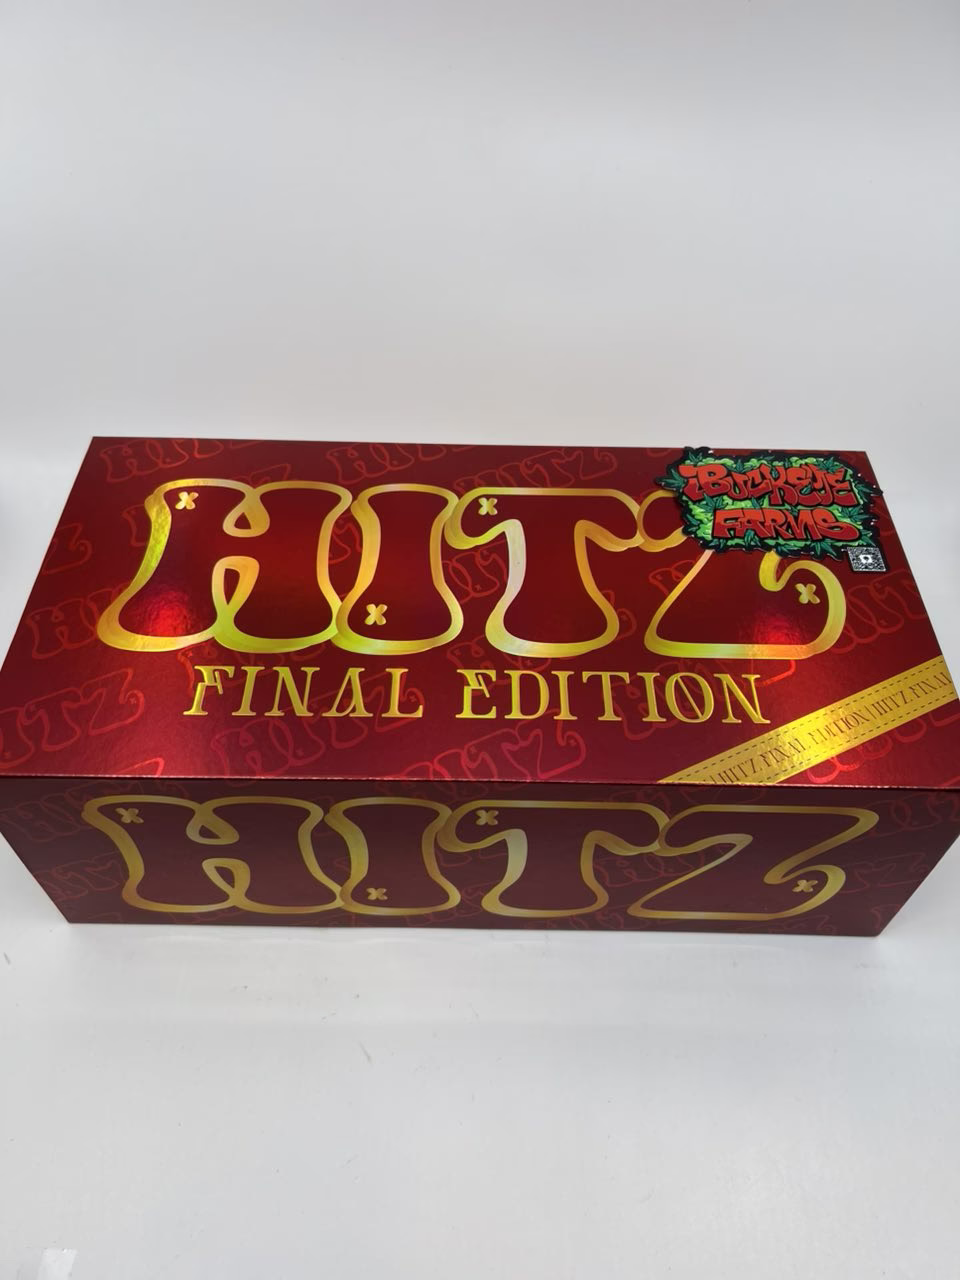 HITZ
BUCKEYE
FARMS
FINAL EDITION
HITZ FINAL EDITION HITZ FINAL
HITZ